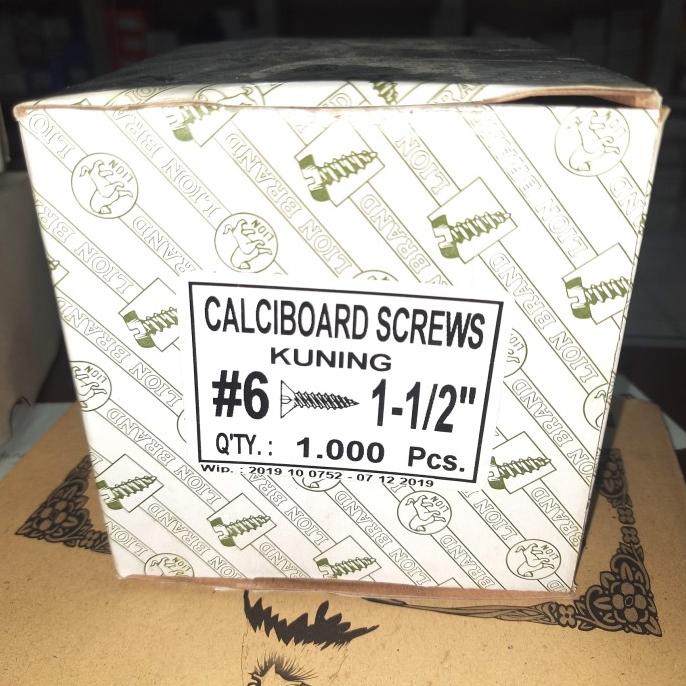 CALCIBOARD SCREWS
KUNING
#6 1-1/2"
Q'TY. : 1.000 Pcs.
Wip. : 2019 10 0752 - 07 12 2019
LION BRAND
LION